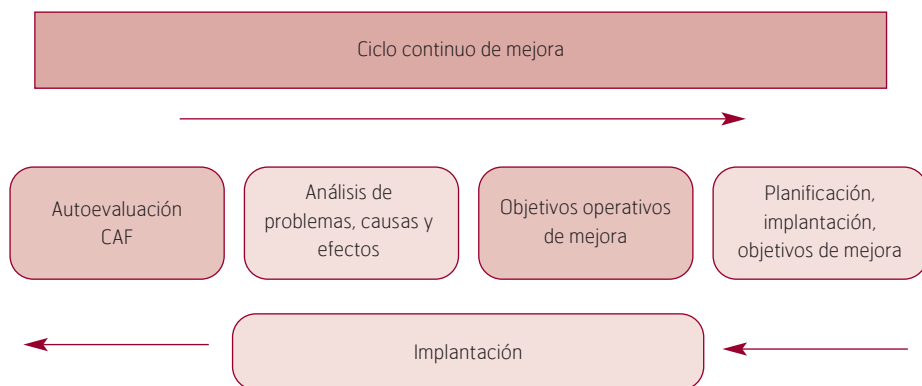 Ciclo continuo de mejora
Autoevaluación
CAF
Análisis de
problemas, causas y
efectos
Objetivos operativos
de mejora
Planificación,
implantación,
objetivos de mejora
Implantación